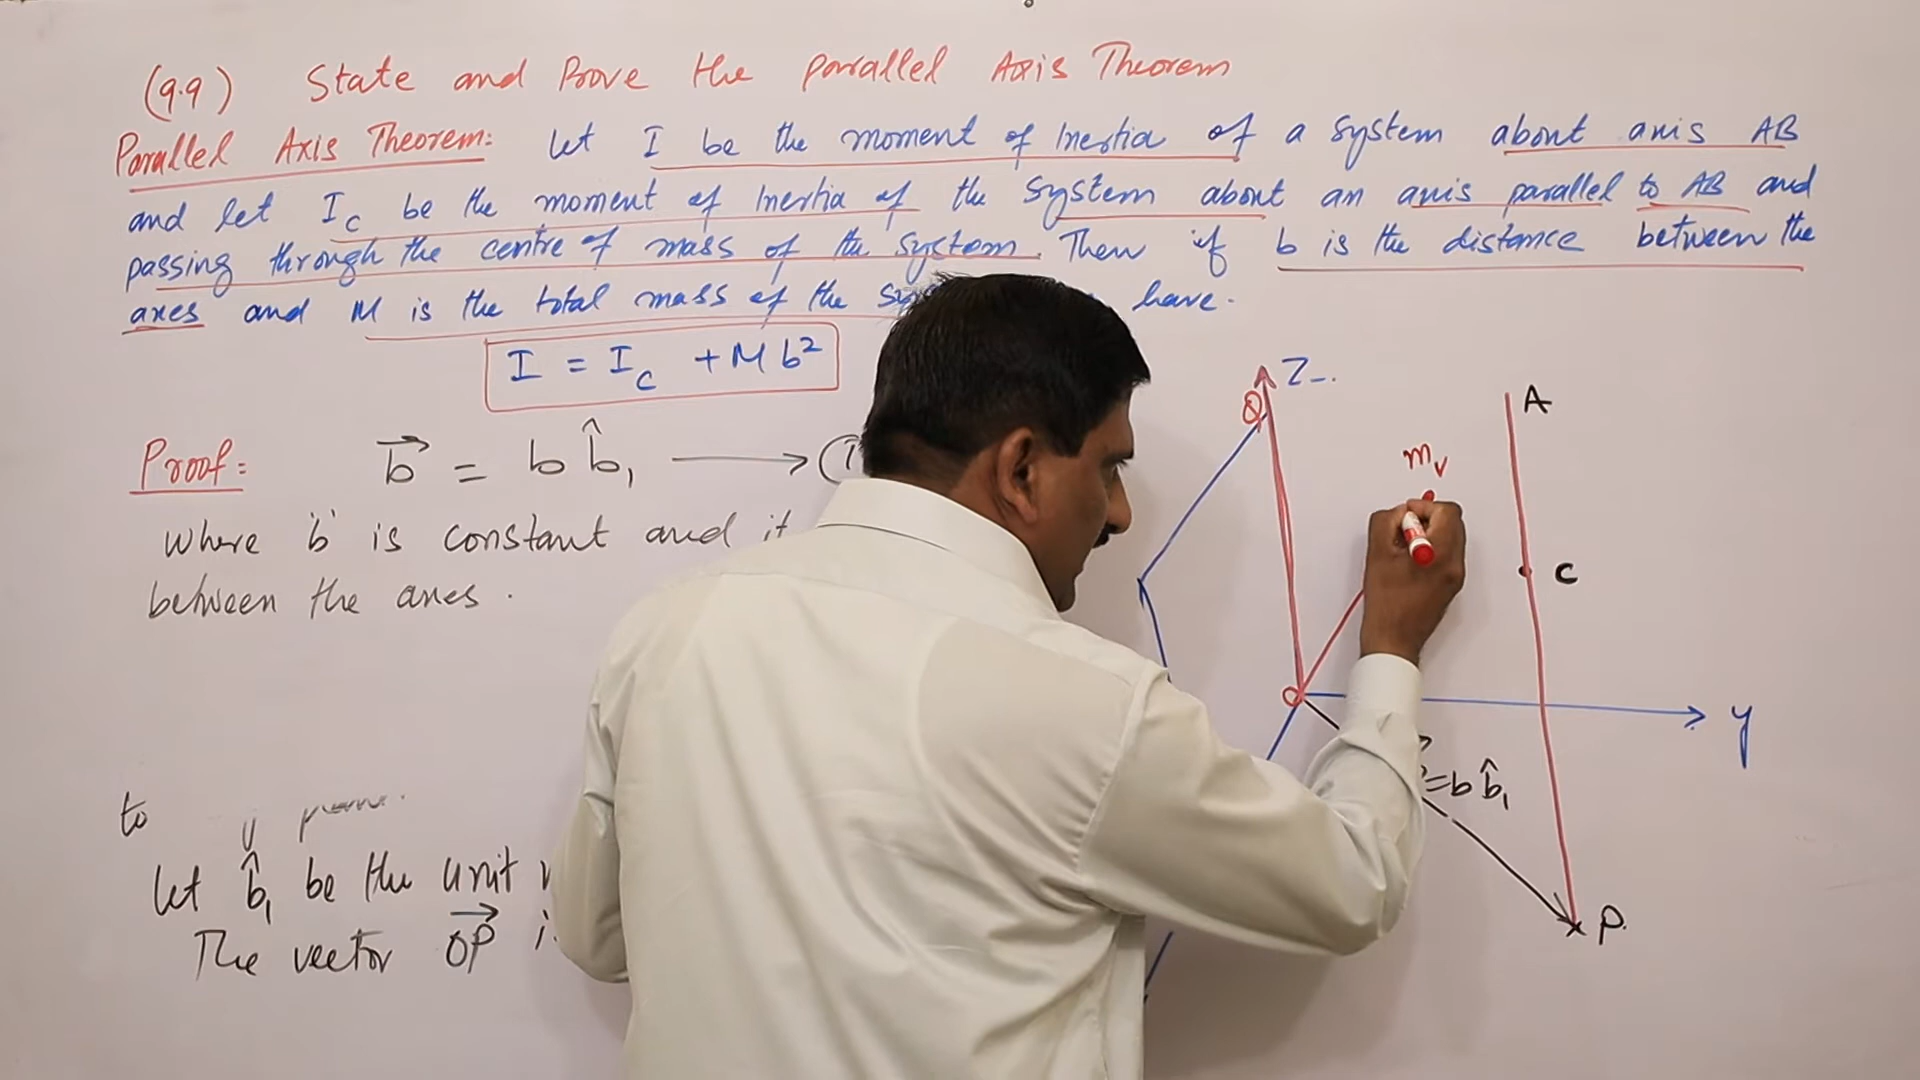 (9.9) State and Prove the parallel Axis Theorem
Parallel Axis Theorem: Let I be the moment of Inertia of a System about axis AB
and let I_C be the moment of Inertia of the System about an axis parallel to AB and
passing through the centre of mass of the System. Then if b is the distance between the
axes and M is the total mass of the have.
I = I_C + M b²
Proof: b⃗ = b b̂₁ ⟶ (1
where 'b' is constant and it
between the axes.
to
Let b̂₁ be the unit
The vector OP⃗
Z
Q
A
m_ν
C
O
y
= b b̂₁
P.